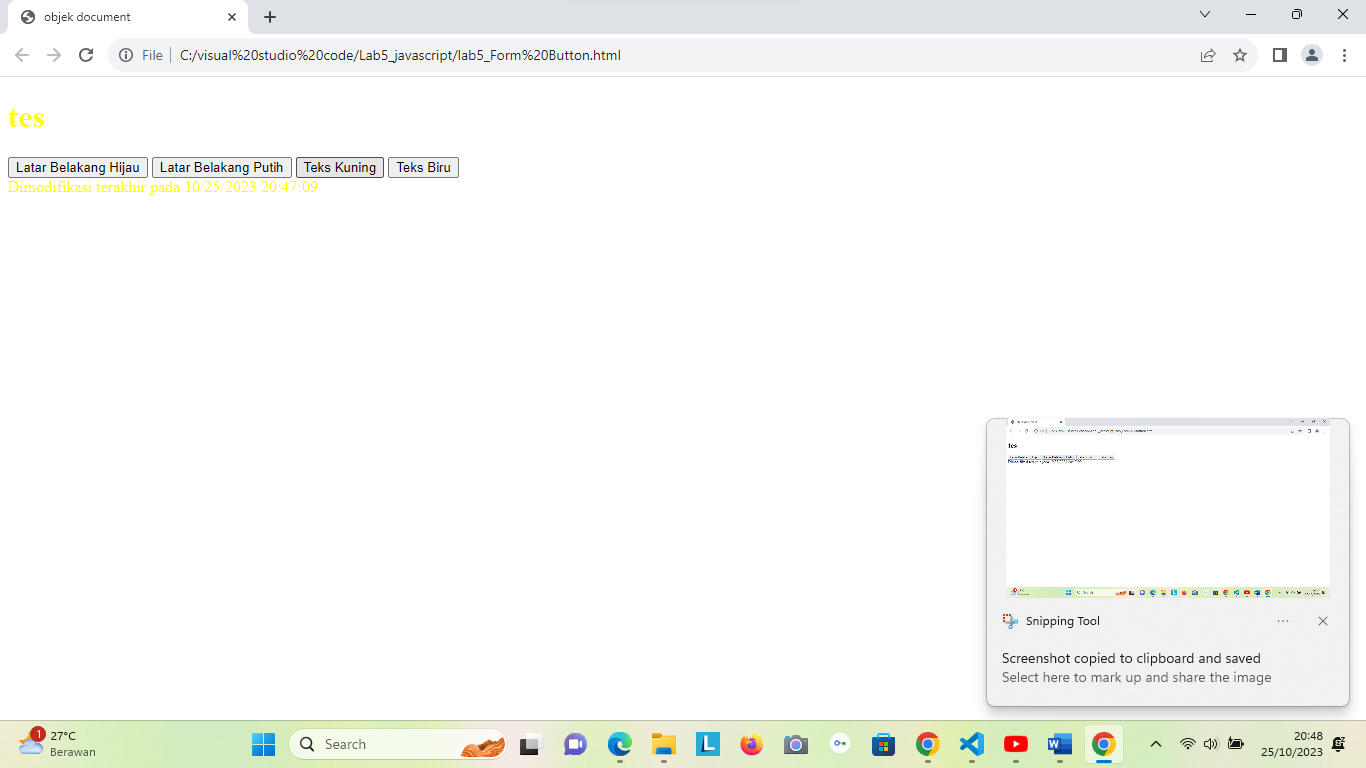 objek document
File
C:/visual%20studio%20code/Lab5_javascript/lab5_Form%20Button.html
tes
Latar Belakang Hijau Latar Belakang Putih Teks Kuning Teks Biru
Dimodifikasi terakhir pada 10/25/2023 20:47:09
tes
Snipping Tool
Screenshot copied to clipboard and saved
Select here to mark up and share the image
1
27°C
Berawan
Search
L
W
20:48
25/10/2023